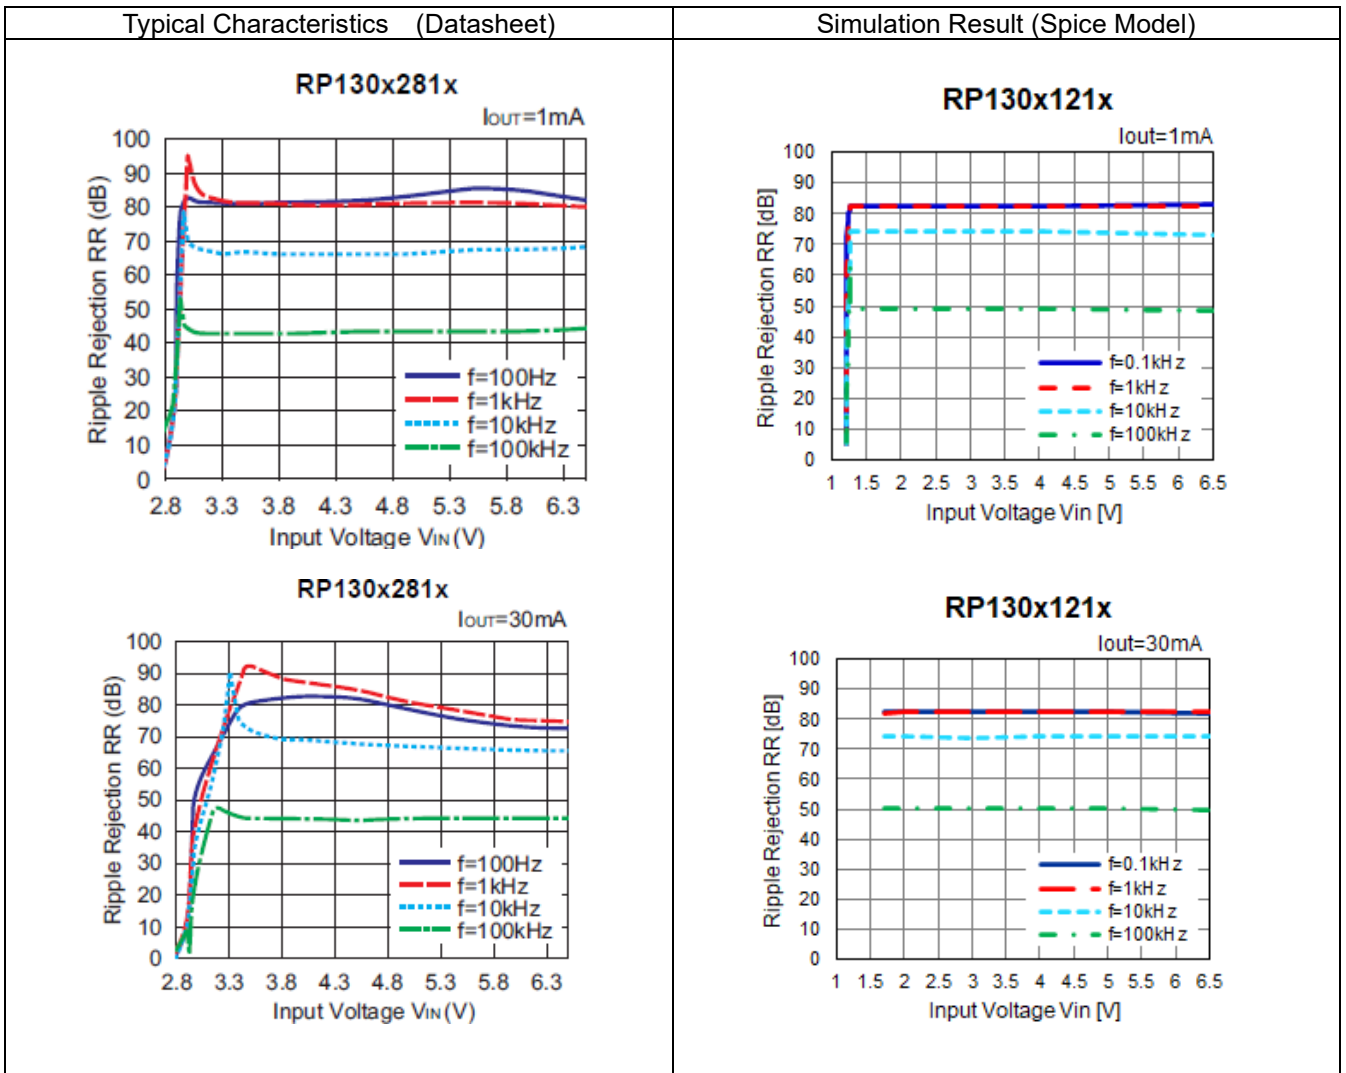 Typical Characteristics (Datasheet)
Simulation Result (Spice Model)
RP130x281x
IOUT=1mA
Ripple Rejection RR (dB)
100
90
80
70
60
50
40
30
20
10
0
f=100Hz
f=1kHz
f=10kHz
f=100kHz
2.8 3.3 3.8 4.3 4.8 5.3 5.8 6.3
Input Voltage VIN (V)
RP130x121x
Iout=1mA
Ripple Rejection RR [dB]
100
90
80
70
60
50
40
30
20
10
0
f=0.1kHz
f=1kHz
f=10kHz
f=100kHz
1 1.5 2 2.5 3 3.5 4 4.5 5 5.5 6 6.5
Input Voltage Vin [V]
RP130x281x
IOUT=30mA
Ripple Rejection RR (dB)
100
90
80
70
60
50
40
30
20
10
0
f=100Hz
f=1kHz
f=10kHz
f=100kHz
2.8 3.3 3.8 4.3 4.8 5.3 5.8 6.3
Input Voltage VIN (V)
RP130x121x
Iout=30mA
Ripple Rejection RR [dB]
100
90
80
70
60
50
40
30
20
10
0
f=0.1kHz
f=1kHz
f=10kHz
f=100kHz
1 1.5 2 2.5 3 3.5 4 4.5 5 5.5 6 6.5
Input Voltage Vin [V]